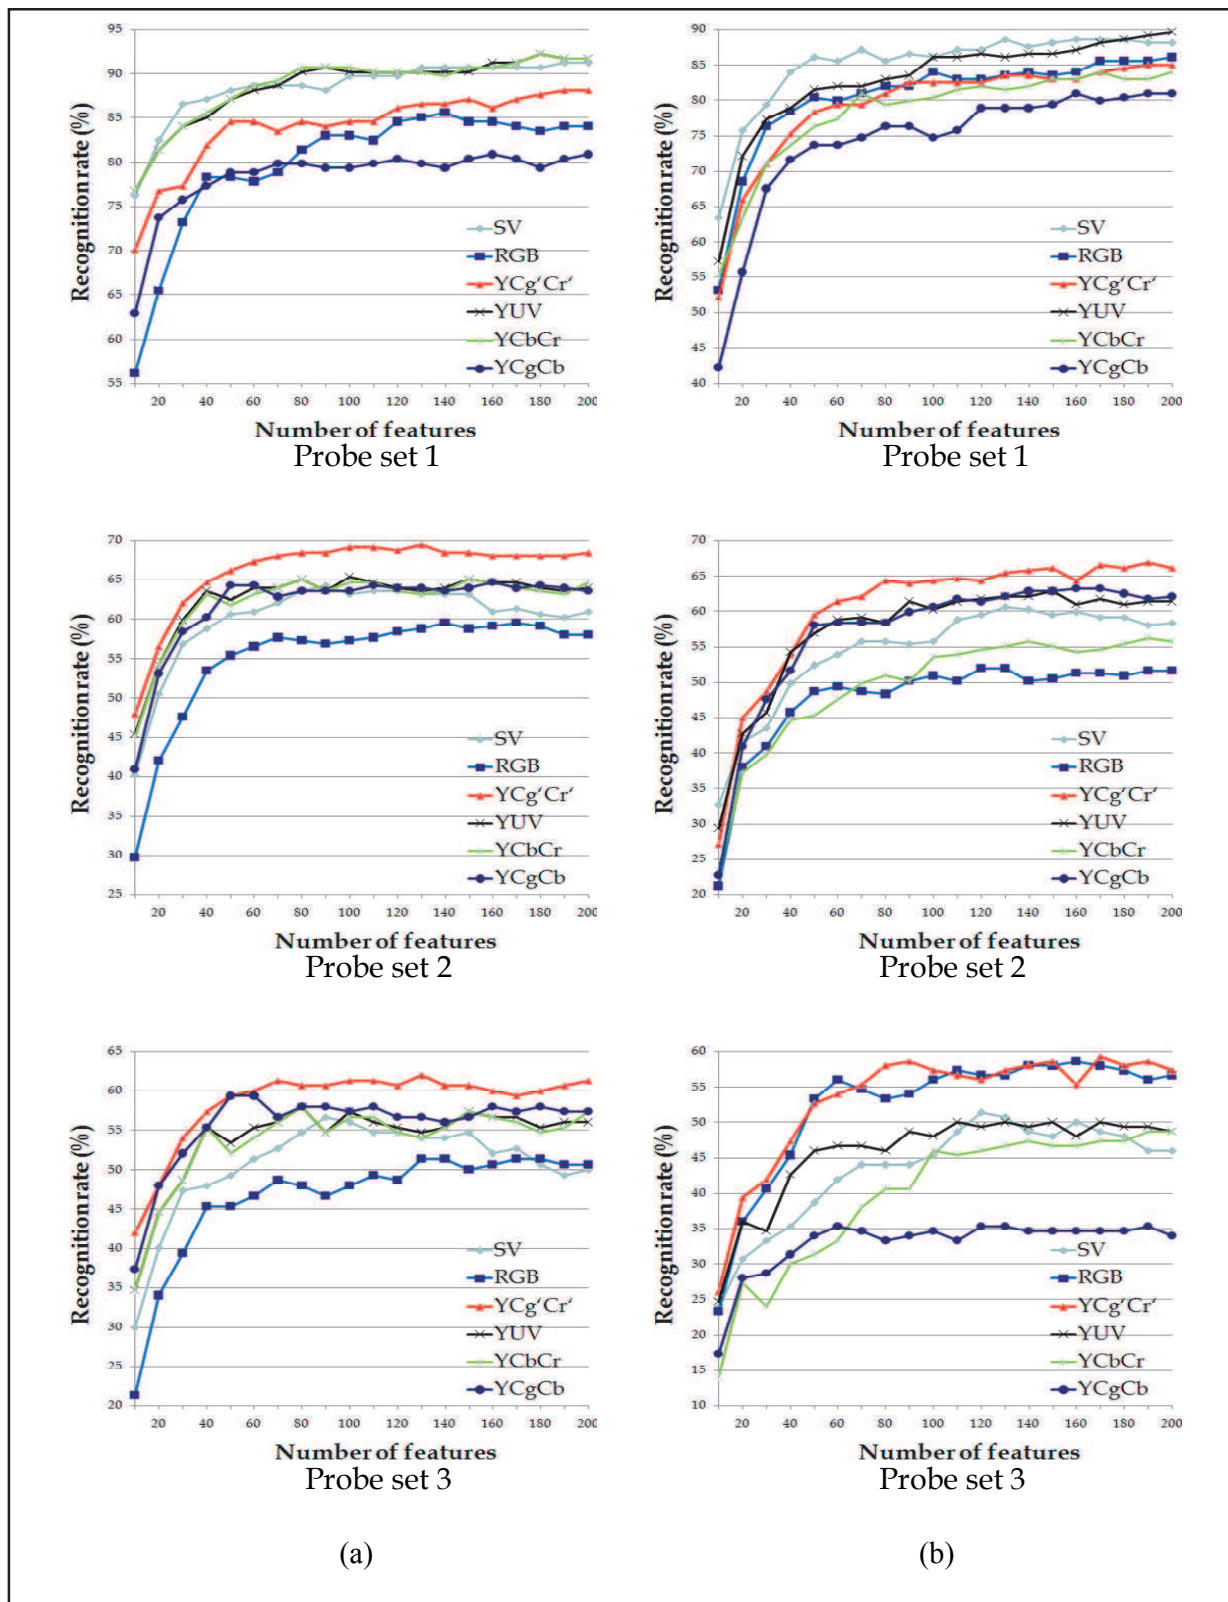 95
90
85
80
75
70
65
60
55
Recognition rate (%)
20 40 60 80 100 120 140 160 180 200
Number of features
SV
RGB
YCg'Cr'
YUV
YCbCr
YCgCb
Probe set 1
90
85
80
75
70
65
60
55
50
45
40
Recognition rate (%)
20 40 60 80 100 120 140 160 180 200
Number of features
SV
RGB
YCg'Cr'
YUV
YCbCr
YCgCb
Probe set 1
70
65
60
55
50
45
40
35
30
25
Recognition rate (%)
20 40 60 80 100 120 140 160 180 200
Number of features
SV
RGB
YCg'Cr'
YUV
YCbCr
YCgCb
Probe set 2
70
65
60
55
50
45
40
35
30
25
20
Recognition rate (%)
20 40 60 80 100 120 140 160 180 200
Number of features
SV
RGB
YCg'Cr'
YUV
YCbCr
YCgCb
Probe set 2
65
60
55
50
45
40
35
30
25
20
Recognition rate (%)
20 40 60 80 100 120 140 160 180 200
Number of features
SV
RGB
YCg'Cr'
YUV
YCbCr
YCgCb
Probe set 3
60
55
50
45
40
35
30
25
20
15
10
Recognition rate (%)
20 40 60 80 100 120 140 160 180 200
Number of features
SV
RGB
YCg'Cr'
YUV
YCbCr
YCgCb
Probe set 3
(a)
(b)